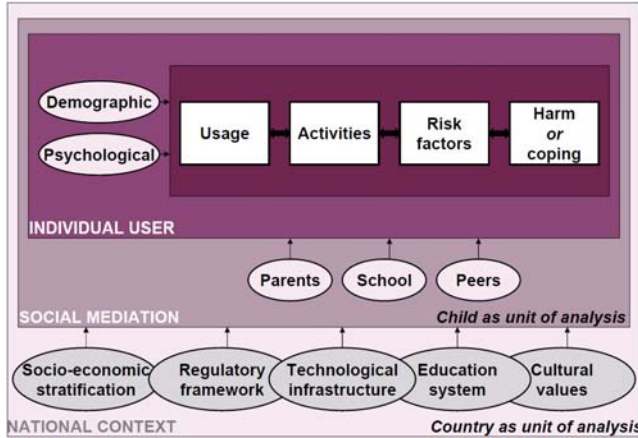 Demographic
Psychological
Usage
Activities
Risk
factors
Harm
or
coping
INDIVIDUAL USER
Parents
School
Peers
SOCIAL MEDIATION
Child as unit of analysis
Socio-economic
stratification
Regulatory
framework
Technological
infrastructure
Education
system
Cultural
values
NATIONAL CONTEXT
Country as unit of analysis